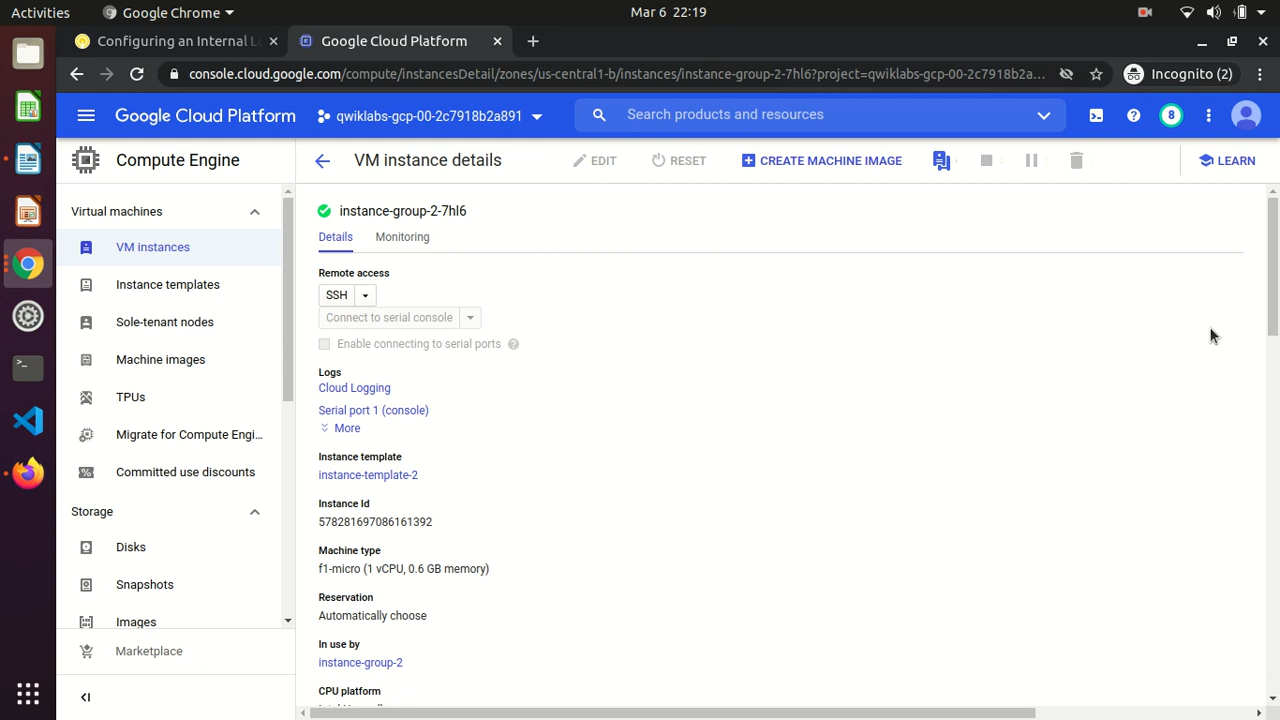 Activities
Google Chrome
Mar 6 22:19
Configuring an Internal L
Google Cloud Platform
console.cloud.google.com/compute/instancesDetail/zones/us-central1-b/instances/instance-group-2-7hl6?project=qwiklabs-gcp-00-2c7918b2a...
Incognito (2)
Google Cloud Platform
qwiklabs-gcp-00-2c7918b2a891
Search products and resources
8
Compute Engine
VM instance details
EDIT
RESET
CREATE MACHINE IMAGE
LEARN
Virtual machines
VM instances
Instance templates
Sole-tenant nodes
Machine images
TPUs
Migrate for Compute Engi...
Committed use discounts
Storage
Disks
Snapshots
Images
Marketplace
instance-group-2-7hl6
Details
Monitoring
Remote access
SSH
Connect to serial console
Enable connecting to serial ports
Logs
Cloud Logging
Serial port 1 (console)
More
Instance template
instance-template-2
Instance Id
578281697086161392
Machine type
f1-micro (1 vCPU, 0.6 GB memory)
Reservation
Automatically choose
In use by
instance-group-2
CPU platform